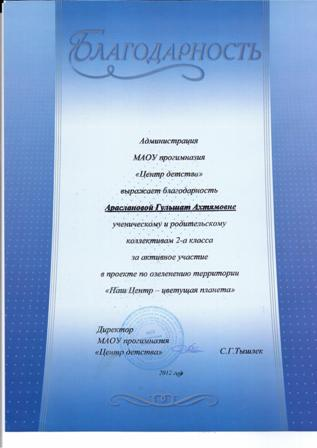 Благодарность
Администрация
МАОУ прогимназия
«Центр детства»
выражает благодарность
Араслановой Гульшат Ахтямовне
ученическому и родительскому
коллективам 2-а класса
за активное участие
в проекте по озеленению территории
«Наш Центр – цветущая планета»
Директор
МАОУ прогимназия
«Центр детства» С.Г.Тышлек
2012 год